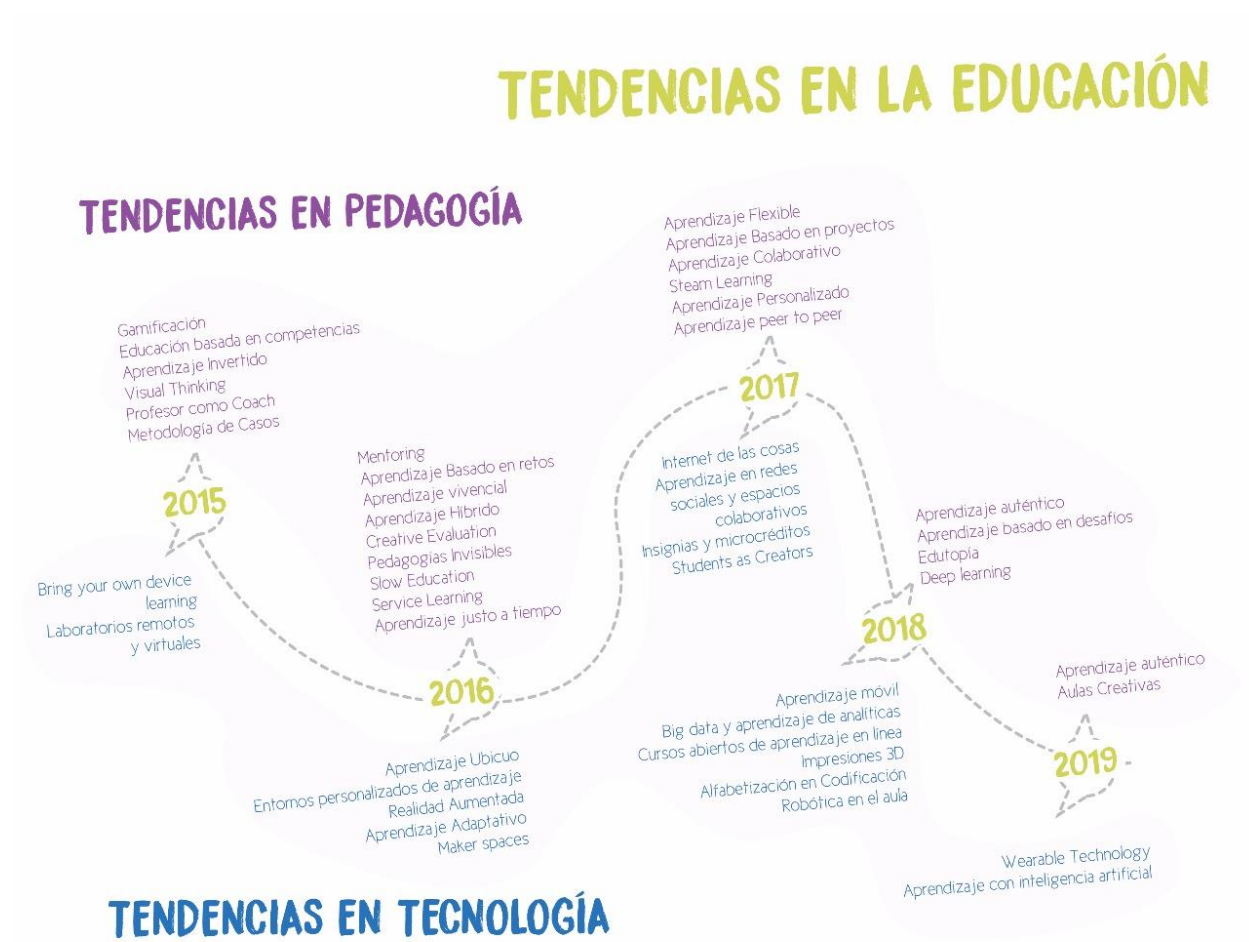 TENDENCIAS EN LA EDUCACIÓN
TENDENCIAS EN PEDAGOGÍA
Gamificación
Educación basada en competencias
Aprendizaje Invertido
Visual Thinking
Profesor como Coach
Metodología de Casos
2015
Bring your own device
learning
Laboratorios remotos
y virtuales
Mentoring
Aprendizaje Basado en retos
Aprendizaje vivencial
Aprendizaje Híbrido
Creative Evaluation
Pedagogías Invisibles
Slow Education
Service Learning
Aprendizaje justo a tiempo
2016
Aprendizaje Ubicuo
Entornos personalizados de aprendizaje
Realidad Aumentada
Aprendizaje Adaptativo
Maker spaces
Aprendizaje Flexible
Aprendizaje Basado en proyectos
Aprendizaje Colaborativo
Steam Learning
Aprendizaje Personalizado
Aprendizaje peer to peer
2017
Internet de las cosas
Aprendizaje en redes
sociales y espacios
colaborativos
Insignias y microcréditos
Students as Creators
Aprendizaje auténtico
Aprendizaje basado en desafíos
Edutopía
Deep learning
2018
Aprendizaje móvil
Big data y aprendizaje de analíticas
Cursos abiertos de aprendizaje en línea
Impresiones 3D
Alfabetización en Codificación
Robótica en el aula
Aprendizaje auténtico
Aulas Creativas
2019
Wearable Technology
Aprendizaje con inteligencia artificial
TENDENCIAS EN TECNOLOGÍA